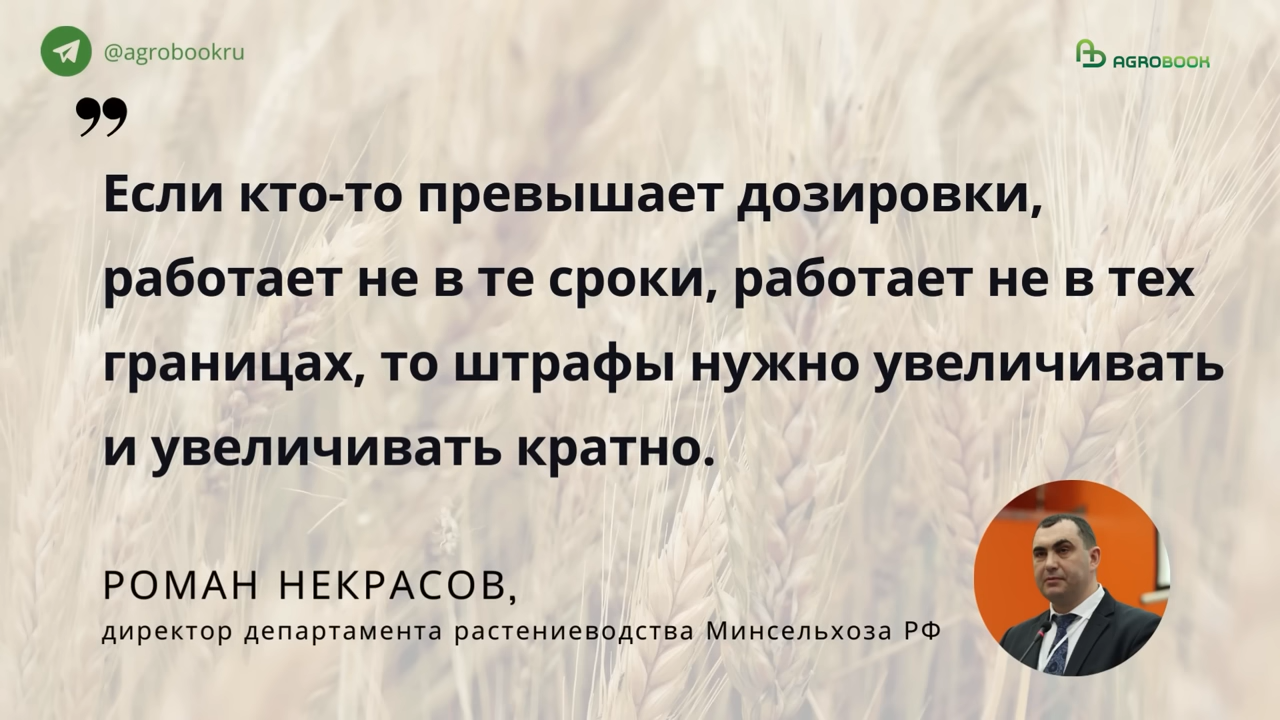 @agrobookru
AGROBOOK
”
Если кто-то превышает дозировки,
работает не в те сроки, работает не в тех
границах, то штрафы нужно увеличивать
и увеличивать кратно.
РОМАН НЕКРАСОВ,
директор департамента растениеводства Минсельхоза РФ